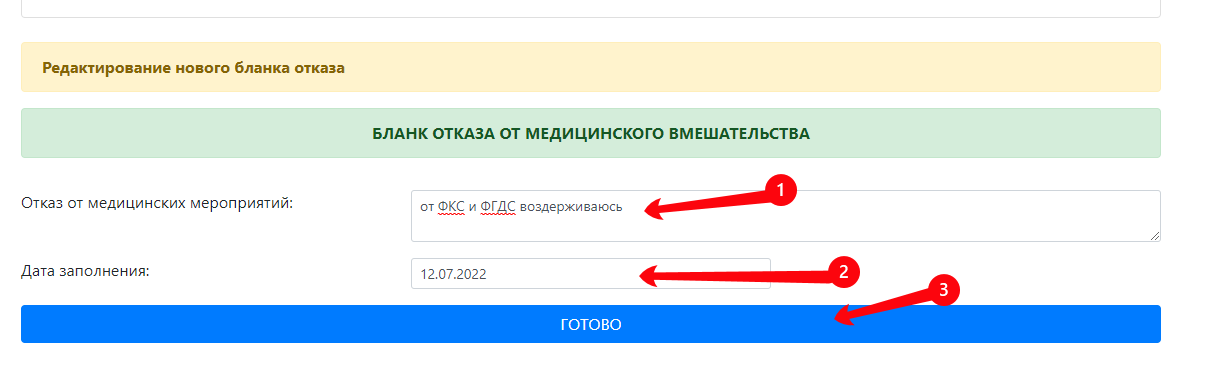 Редактирование нового бланка отказа
БЛАНК ОТКАЗА ОТ МЕДИЦИНСКОГО ВМЕШАТЕЛЬСТВА
Отказ от медицинских мероприятий:
от ФКС и ФГДС воздерживаюсь
1
Дата заполнения:
12.07.2022
2
3
ГОТОВО